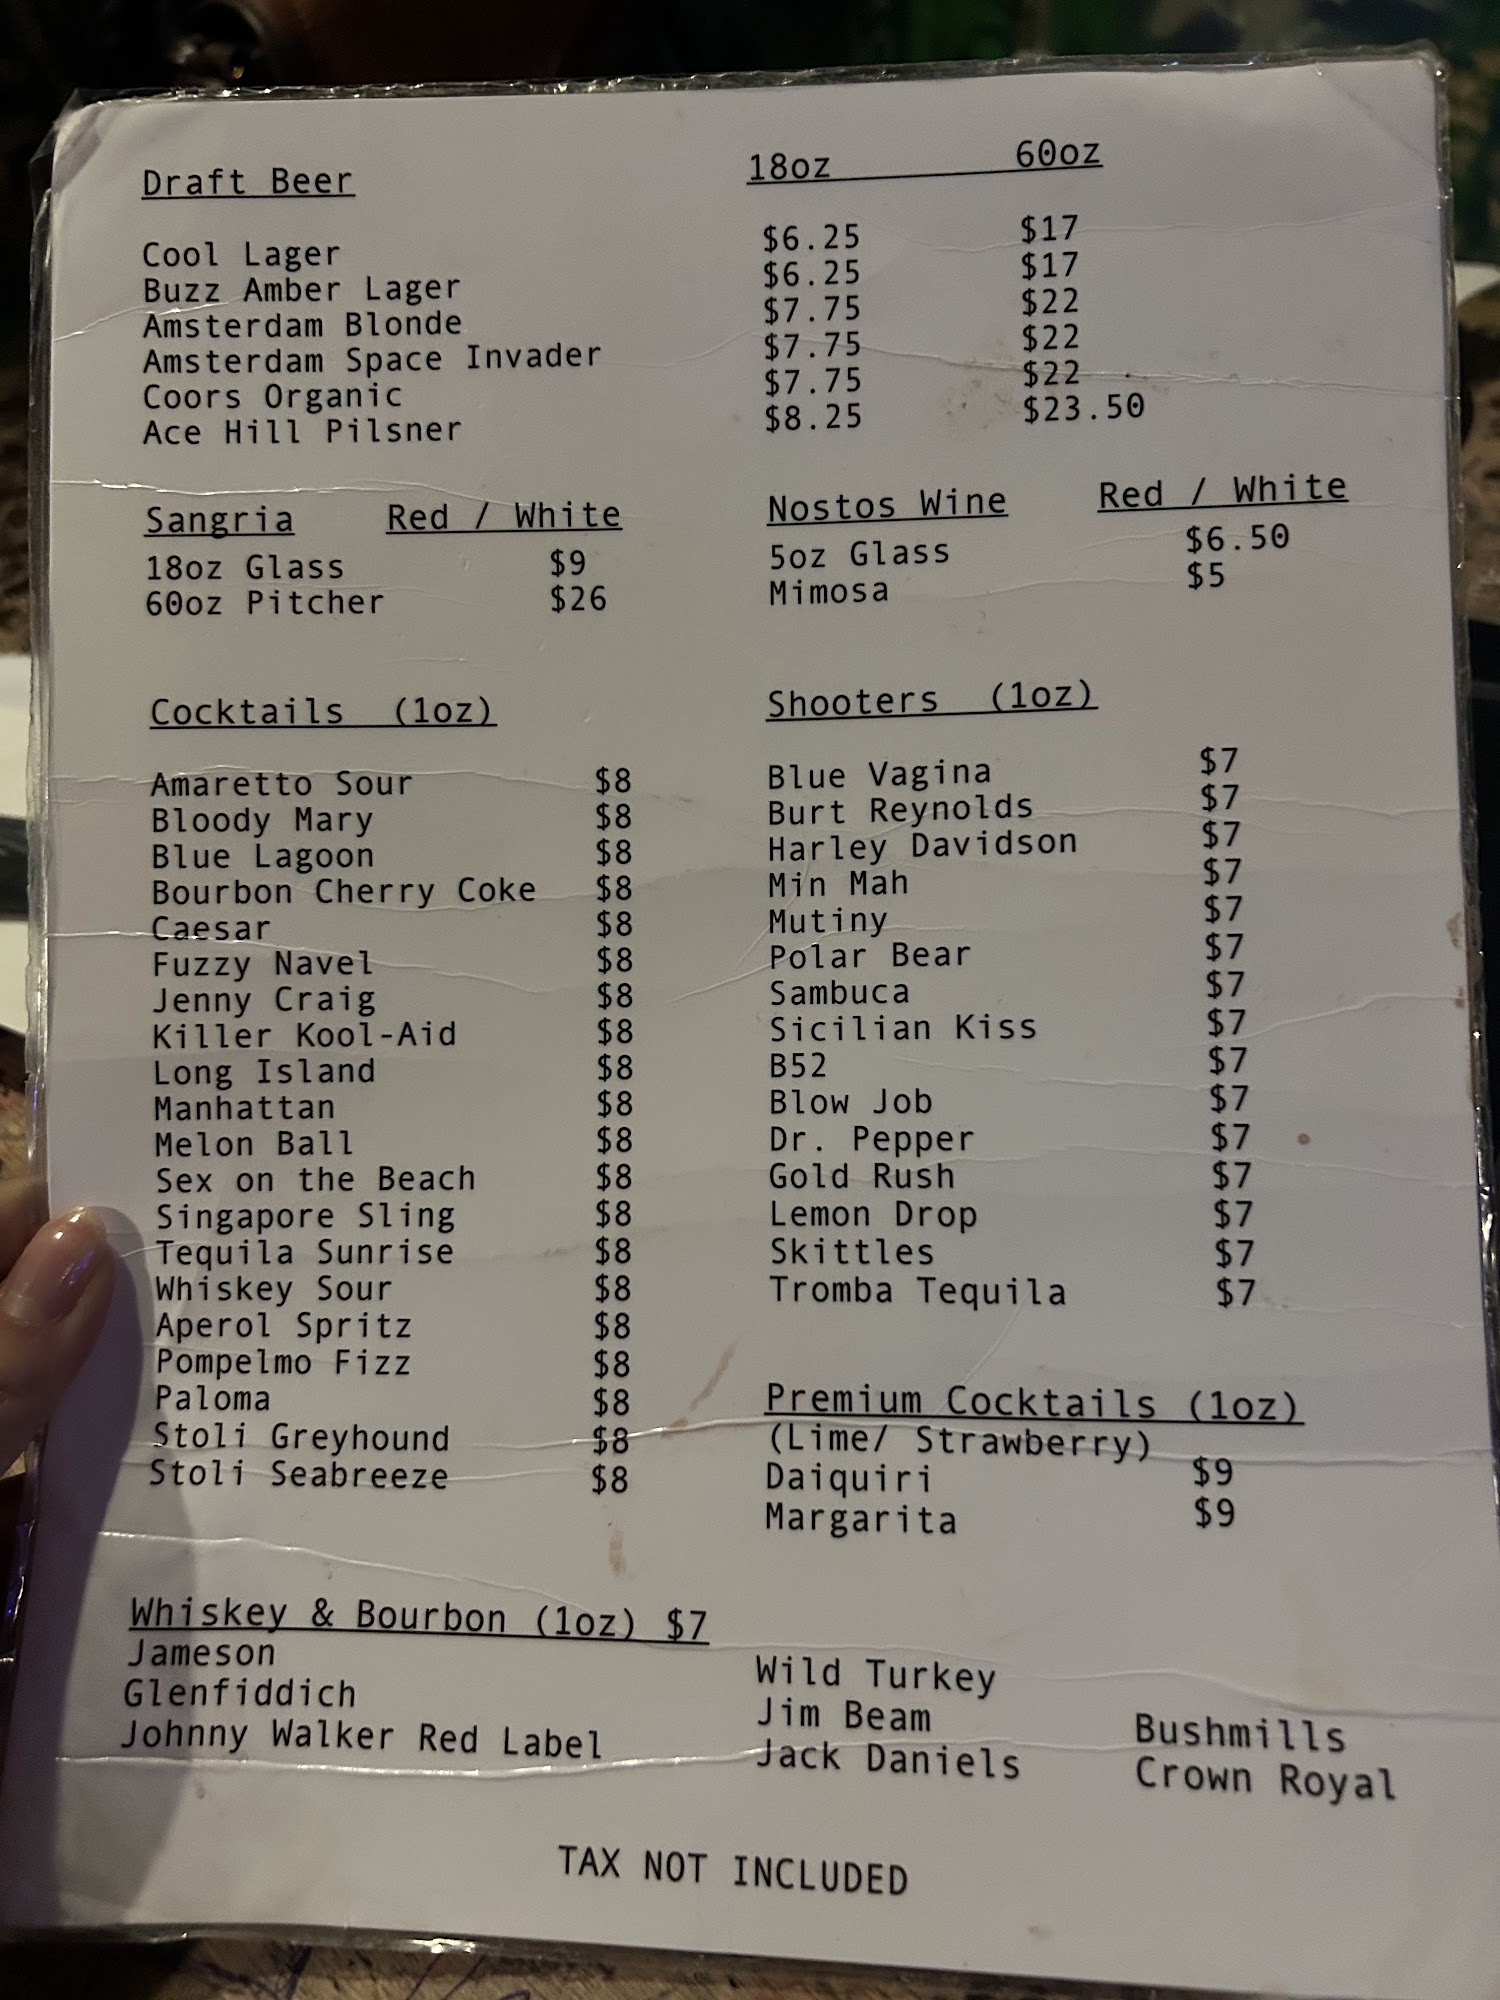 Draft Beer 18oz 60oz
Cool Lager $6.25 $17
Buzz Amber Lager $6.25 $17
Amsterdam Blonde $7.75 $22
Amsterdam Space Invader $7.75 $22
Coors Organic $7.75 $22
Ace Hill Pilsner $8.25 $23.50
Sangria Red / White
18oz Glass $9
60oz Pitcher $26
Nostos Wine Red / White
5oz Glass $6.50
Mimosa $5
Cocktails (1oz)
Amaretto Sour $8
Bloody Mary $8
Blue Lagoon $8
Bourbon Cherry Coke $8
Caesar $8
Fuzzy Navel $8
Jenny Craig $8
Killer Kool-Aid $8
Long Island $8
Manhattan $8
Melon Ball $8
Sex on the Beach $8
Singapore Sling $8
Tequila Sunrise $8
Whiskey Sour $8
Aperol Spritz $8
Pompelmo Fizz $8
Paloma $8
Stoli Greyhound $8
Stoli Seabreeze $8
Shooters (1oz)
Blue Vagina $7
Burt Reynolds $7
Harley Davidson $7
Min Mah $7
Mutiny $7
Polar Bear $7
Sambuca $7
Sicilian Kiss $7
B52 $7
Blow Job $7
Dr. Pepper $7
Gold Rush $7
Lemon Drop $7
Skittles $7
Tromba Tequila $7
Premium Cocktails (1oz)
(Lime/ Strawberry)
Daiquiri $9
Margarita $9
Whiskey & Bourbon (1oz) $7
Jameson
Glenfiddich
Johnny Walker Red Label
Wild Turkey
Jim Beam
Jack Daniels
Bushmills
Crown Royal
TAX NOT INCLUDED